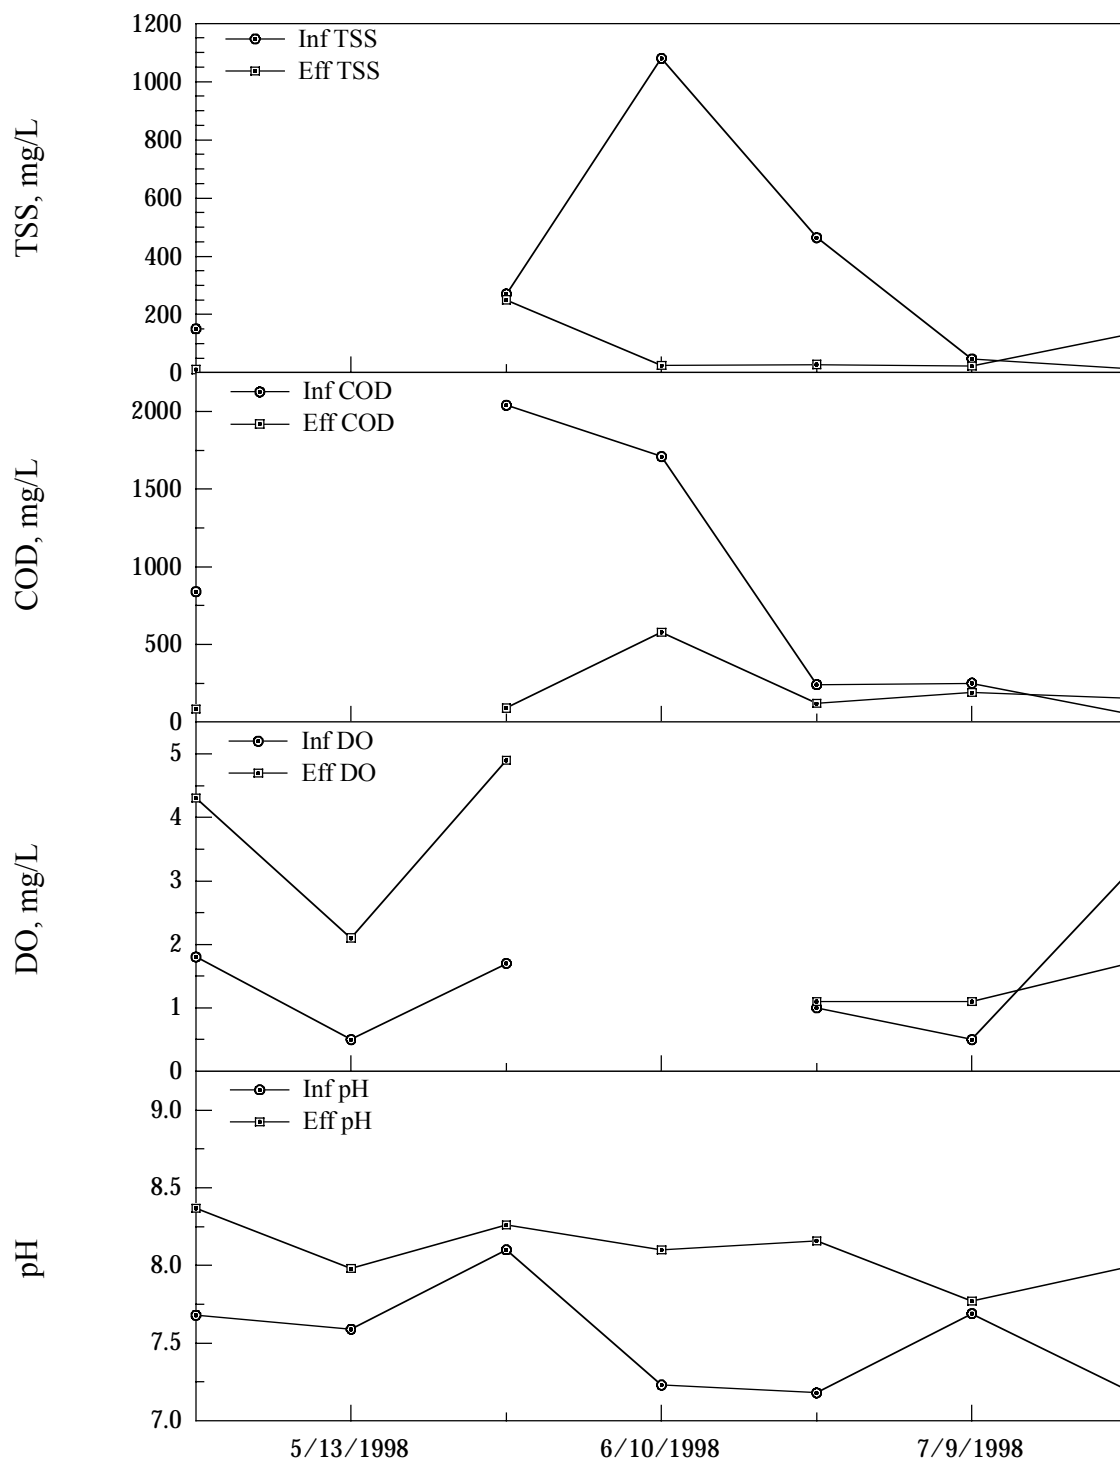 1200
Inf TSS
Eff TSS
1000
800
600
400
200
0
TSS, mg/L
Inf COD
Eff COD
2000
1500
1000
500
0
COD, mg/L
Inf DO
Eff DO
5
4
3
2
1
0
DO, mg/L
Inf pH
Eff pH
9.0
8.5
8.0
7.5
7.0
pH
5/13/1998
6/10/1998
7/9/1998